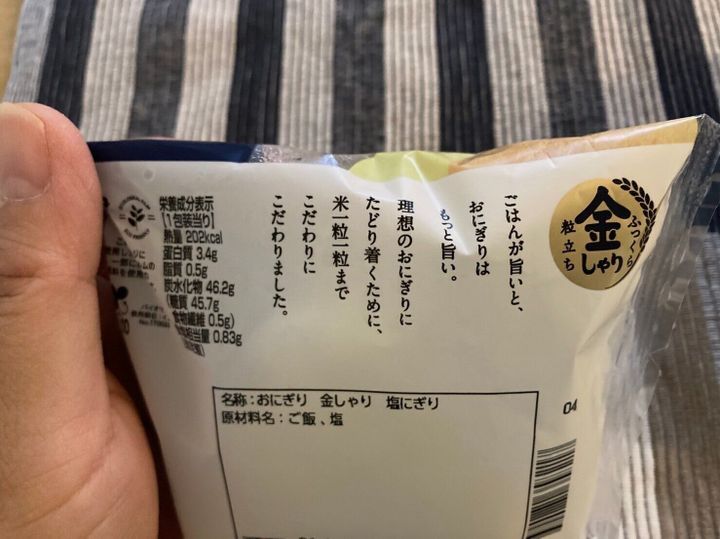 金しゃり
ふっくら
粒立ち
ごはんが旨いと、
おにぎりは
もっと旨い。
理想のおにぎりに
たどり着くために、
米一粒一粒まで
こだわりに
こだわりました。
栄養成分表示
[1包装当り]
熱量 202kcal
蛋白質 3.4g
脂質 0.5g
炭水化物 46.2g
(糖質 45.7g
食物繊維 0.5g)
相当量 0.83g
名称:おにぎり 金しゃり 塩にぎり
原材料名:ご飯、塩
04